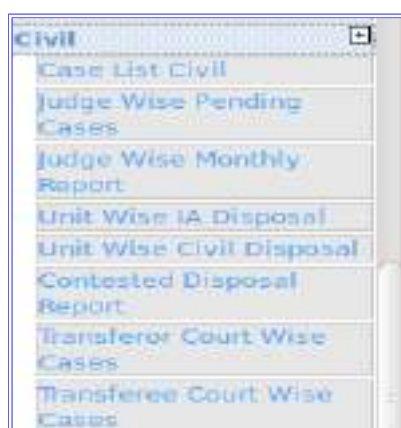 Civil
Case List Civil
Judge Wise Pending
Cases
Judge Wise Monthly
Report
Unit Wise IA Disposal
Unit Wise Civil Disposal
Contested Disposal
Report
Transferor Court Wise
Cases
Transferee Court Wise
Cases